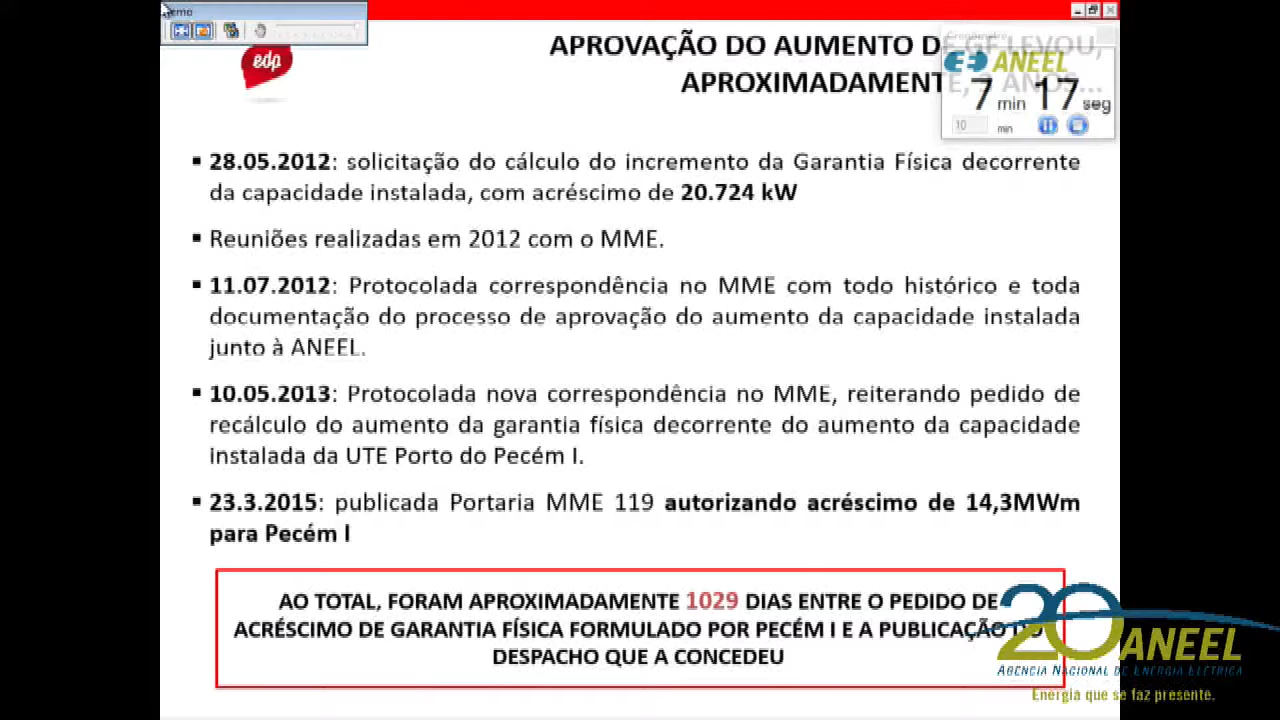 edp
APROVAÇÃO DO AUMENTO DE GF LEVOU,
APROXIMADAMENTE, 3 ANOS...
ANEEL
7 min 17 seg
10 min
▪ 28.05.2012: solicitação do cálculo do incremento da Garantia Física decorrente
da capacidade instalada, com acréscimo de 20.724 kW
▪ Reuniões realizadas em 2012 com o MME.
▪ 11.07.2012: Protocolada correspondência no MME com todo histórico e toda
documentação do processo de aprovação do aumento da capacidade instalada
junto à ANEEL.
▪ 10.05.2013: Protocolada nova correspondência no MME, reiterando pedido de
recálculo do aumento da garantia física decorrente do aumento da capacidade
instalada da UTE Porto do Pecém I.
▪ 23.3.2015: publicada Portaria MME 119 autorizando acréscimo de 14,3MWm
para Pecém I
AO TOTAL, FORAM APROXIMADAMENTE 1029 DIAS ENTRE O PEDIDO DE
ACRÉSCIMO DE GARANTIA FÍSICA FORMULADO POR PECÉM I E A PUBLICAÇÃO DO
DESPACHO QUE A CONCEDEU
20 ANEEL
AGENCIA NACIONAL DE ENERGIA ELÉTRICA
Energia que se faz presente.